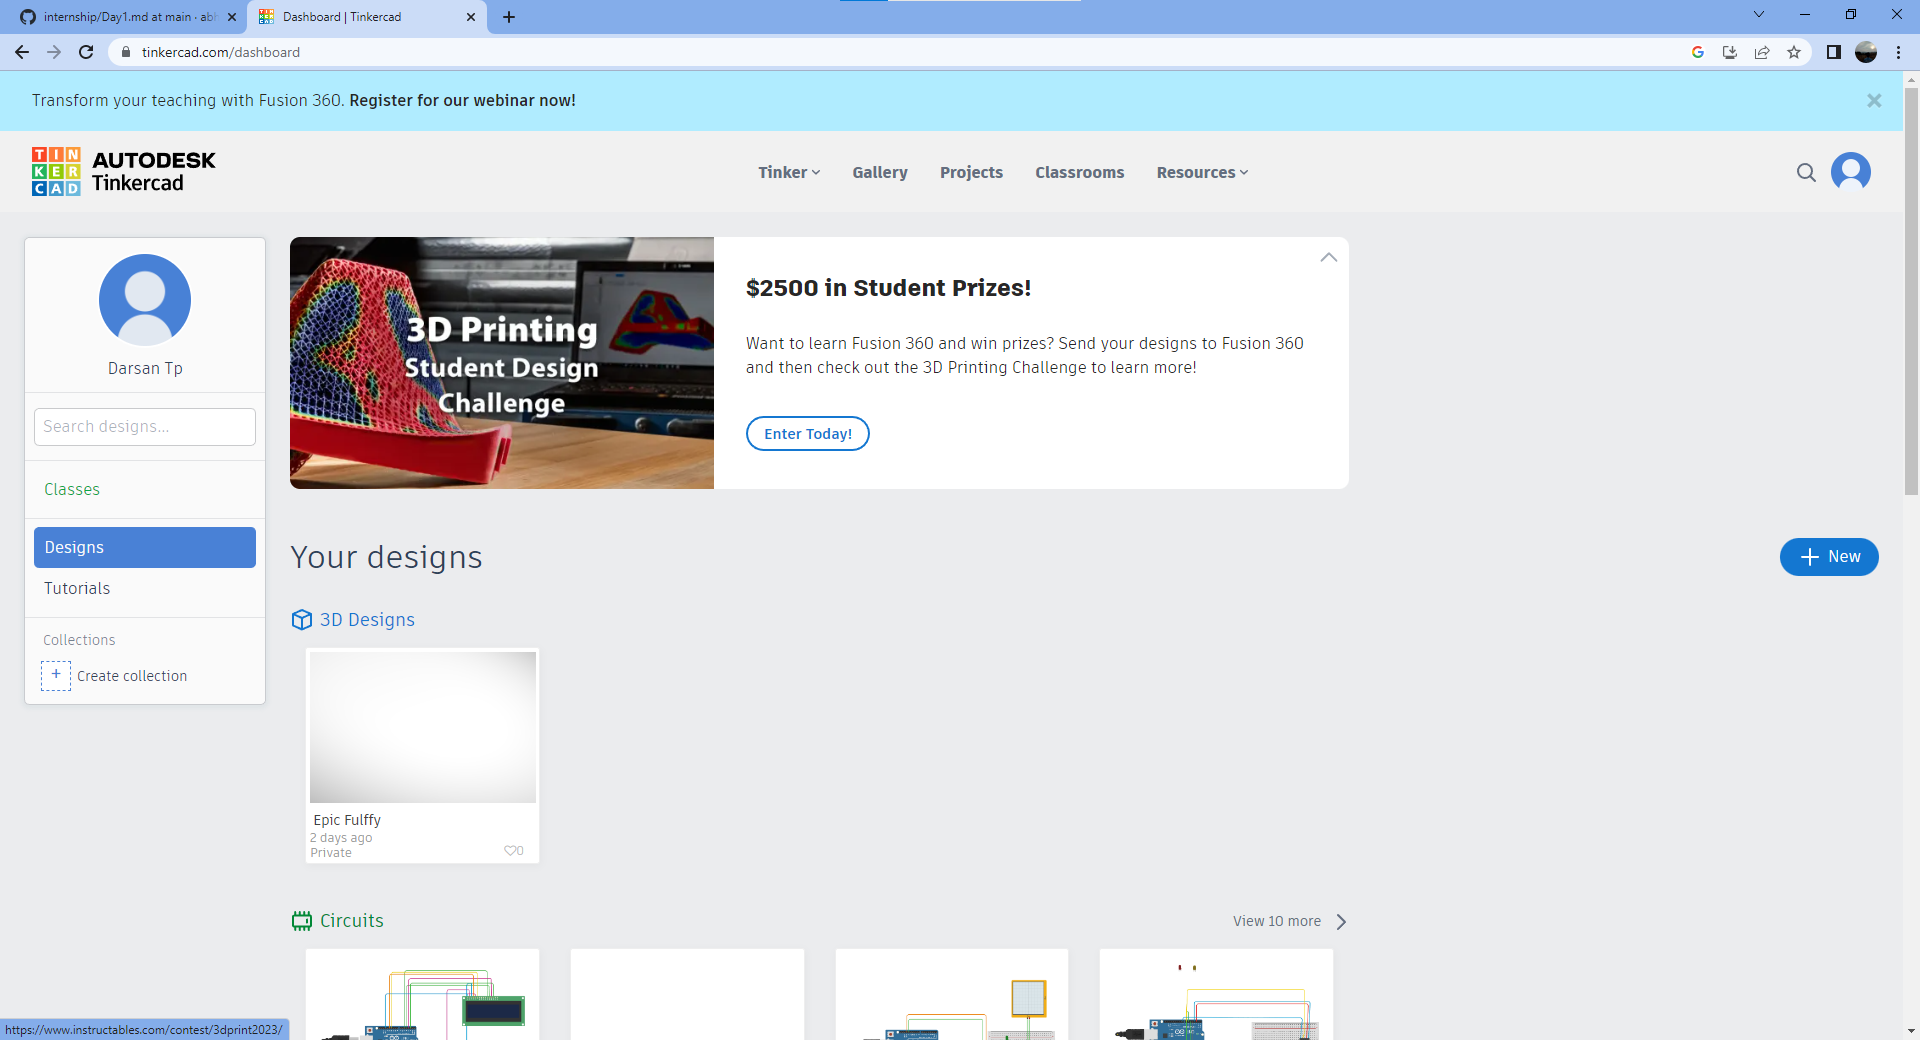 internship/Day1.md at main · abh
Dashboard | Tinkercad
tinkercad.com/dashboard
Transform your teaching with Fusion 360. Register for our webinar now!
TIN
KER
CAD
AUTODESK
Tinkercad
Tinker
Gallery
Projects
Classrooms
Resources
Darsan Tp
Search designs...
Classes
Designs
Tutorials
Collections
+ Create collection
3D Printing
Student Design
Challenge
$2500 in Student Prizes!
Want to learn Fusion 360 and win prizes? Send your designs to Fusion 360
and then check out the 3D Printing Challenge to learn more!
Enter Today!
Your designs
+ New
3D Designs
Epic Fulffy
2 days ago
Private
0
Circuits
View 10 more
https://www.instructables.com/contest/3dprint2023/